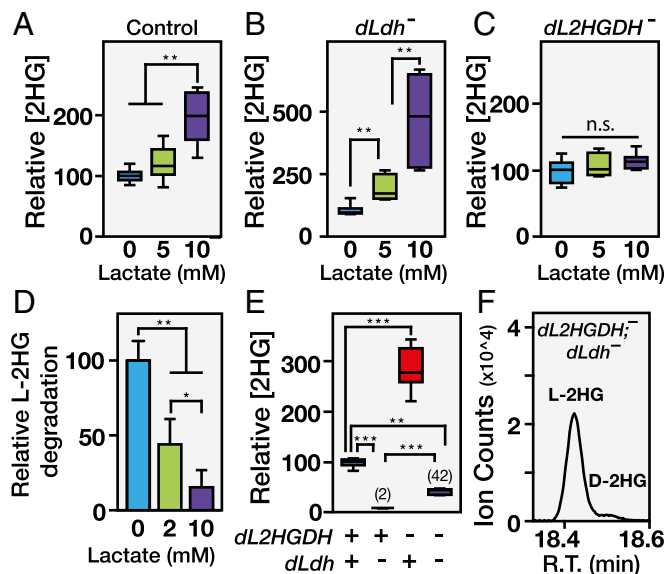 A
Control
Relative [2HG]
200
100
0
**
0 5 10
Lactate (mM)
B
dLdh⁻
Relative [2HG]
500
250
0
**
**
0 5 10
Lactate (mM)
C
dL2HGDH⁻
Relative [2HG]
200
100
0
n.s.
0 5 10
Lactate (mM)
D
Relative L-2HG
degradation
100
50
0
**
*
0 2 10
Lactate (mM)
E
Relative [2HG]
300
200
100
0
***
**
***
***
(2)
(42)
dL2HGDH + + - -
dLdh + - + -
F
Ion Counts (x10^4)
4
2
0
dL2HGDH;⁻
dLdh⁻
L-2HG
D-2HG
18.4 18.6
R.T. (min)